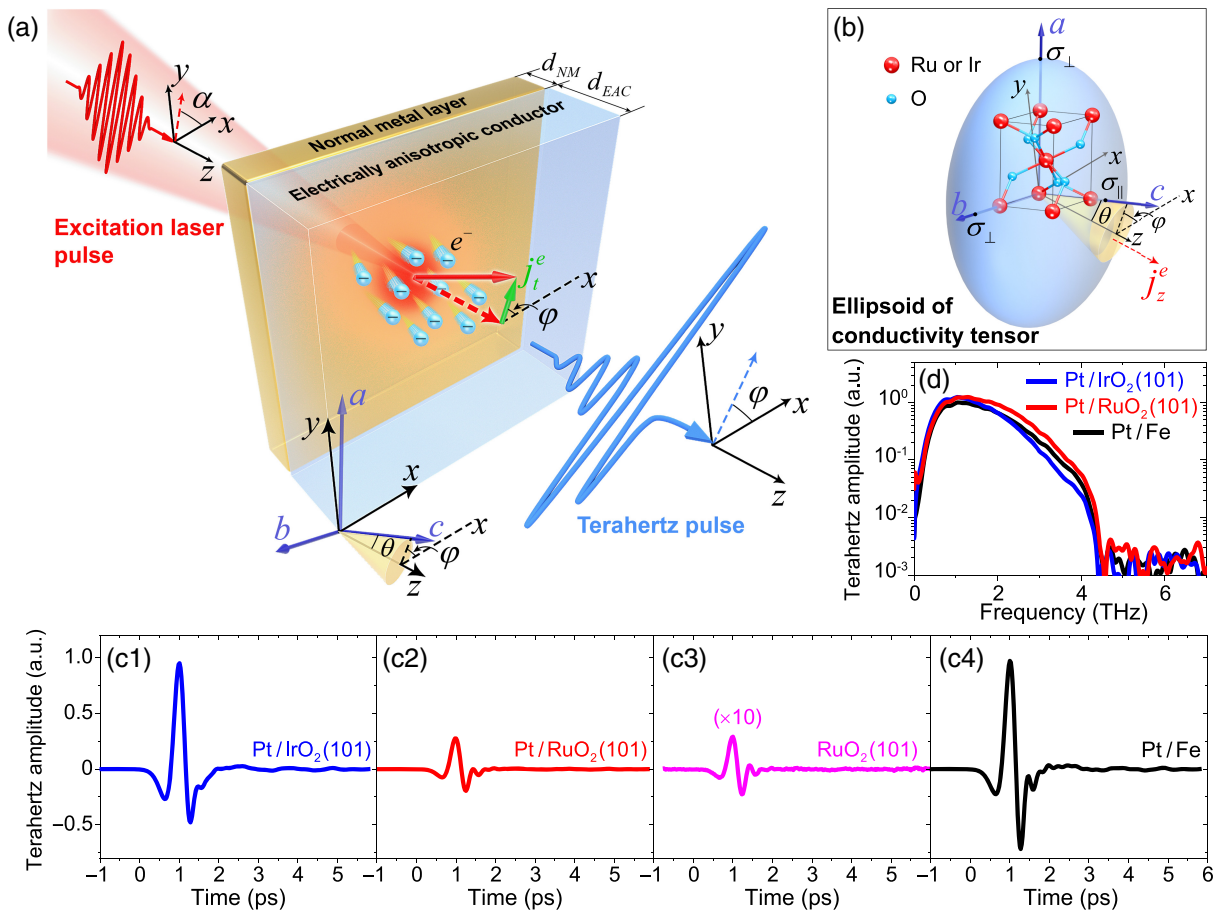 (a)
y
α
x
z
Excitation laser
pulse
d_NM
d_EAC
Normal metal layer
Electrically anisotropic conductor
e⁻
j_t^e
x
φ
a
y
x
b
c
x
θ
φ
z
Terahertz pulse
y
φ
x
z
(b)
Ru or Ir
O
a
σ⊥
y
x
σ∥
c
x
b
σ⊥
θ
φ
z
j_z^e
Ellipsoid of
conductivity tensor
(d)
Pt/IrO₂(101)
Pt/RuO₂(101)
Pt/Fe
Terahertz amplitude (a.u.)
10⁰
10⁻¹
10⁻²
10⁻³
0 2 4 6
Frequency (THz)
Terahertz amplitude (a.u.)
1.0
0.5
0
−0.5
(c1)
Pt/IrO₂(101)
−1 0 1 2 3 4 5
Time (ps)
(c2)
Pt/RuO₂(101)
−1 0 1 2 3 4 5
Time (ps)
(c3)
(×10)
RuO₂(101)
−1 0 1 2 3 4 5
Time (ps)
(c4)
Pt/Fe
−1 0 1 2 3 4 5 6
Time (ps)